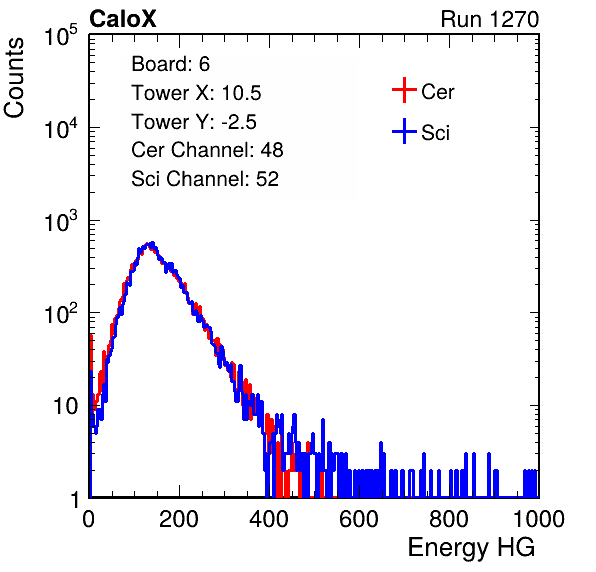 CaloX Run 1270
Counts
Board: 6
Tower X: 10.5
Tower Y: -2.5
Cer Channel: 48
Sci Channel: 52
Cer
Sci
10^5
10^4
10^3
10^2
10
1
0 200 400 600 800 1000
Energy HG